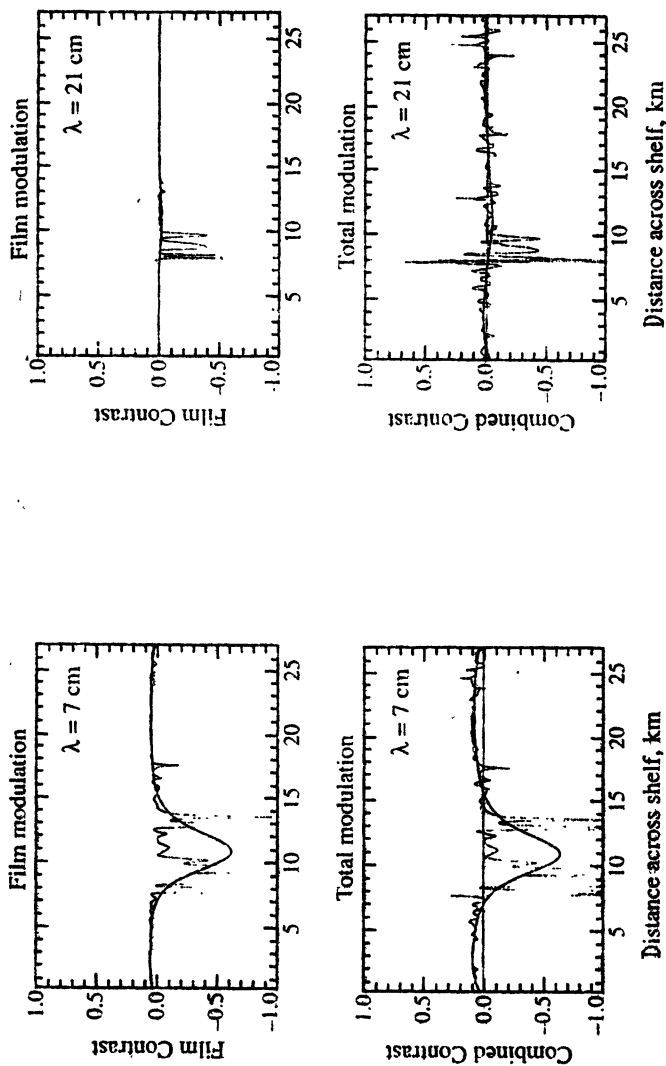 Film modulation
λ = 7 cm
Film Contrast
1.0
0.5
0.0
-0.5
-1.0
5
10
15
20
25
Film modulation
λ = 21 cm
Film Contrast
1.0
0.5
0.0
-0.5
-1.0
5
10
15
20
25
Total modulation
λ = 7 cm
Combined Contrast
1.0
0.5
0.0
-0.5
-1.0
5
10
15
20
25
Distance across shelf, km
Total modulation
λ = 21 cm
Combined Contrast
1.0
0.5
0.0
-0.5
-1.0
5
10
15
20
25
Distance across shelf, km